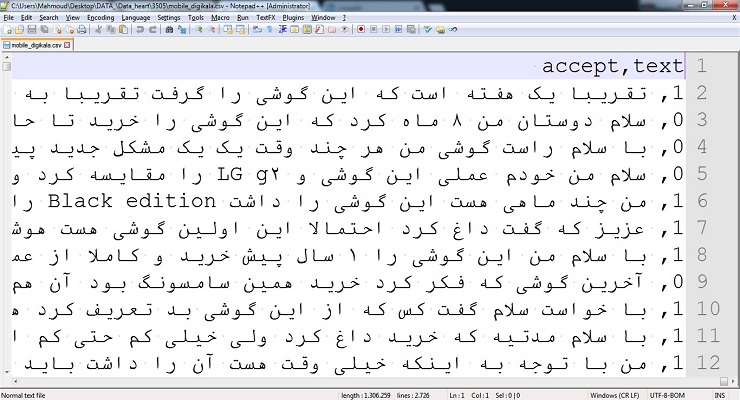 C:\Users\Mahmoud\Desktop\DATA_\Data_heart\3505\mobile_digikala.csv - Notepad++ [Administrator]
File Edit Search View Encoding Language Settings Tools Macro Run TextFX Plugins Window ? X
mobile_digikala.csv
1 accept,text
2 1, تقریبا یک هفته است که این گوشی را گرفت تقریبا به
3 0, سلام دوستان من ۸ ماه کرد که این گوشی را خرید تا حا
4 0, با سلام راست گوشی من هر چند وقت یک یک مشکل جدید پی
5 0, سلام من خودم عملی این گوشی و LG g۲ را مقایسه کرد و
6 1, من چند ماهی هست این گوشی را داشت Black edition را
7 1, عزیز که گفت داغ کرد احتمالا این اولین گوشی هست هوش
8 1, با سلام من این گوشی را ۱ سال پیش خرید و کاملا از عم
9 0, آخرین گوشی که فکر کرد خرید همین سامسونگ بود آن هم
10 1, با خواست سلام گفت کس که از این گوشی بد تعریف کرد ه
11 1, با سلام مدتیه که خرید داغ کرد ولی خیلی کم حتی کم ا
12 1, من با توجه به اینکه خیلی وقت هست آن را داشت باید
Normal text file length : 1.306.259 lines : 2.726 Ln : 1 Col : 1 Sel : 0 | 0 Windows (CR LF) UTF-8-BOM INS